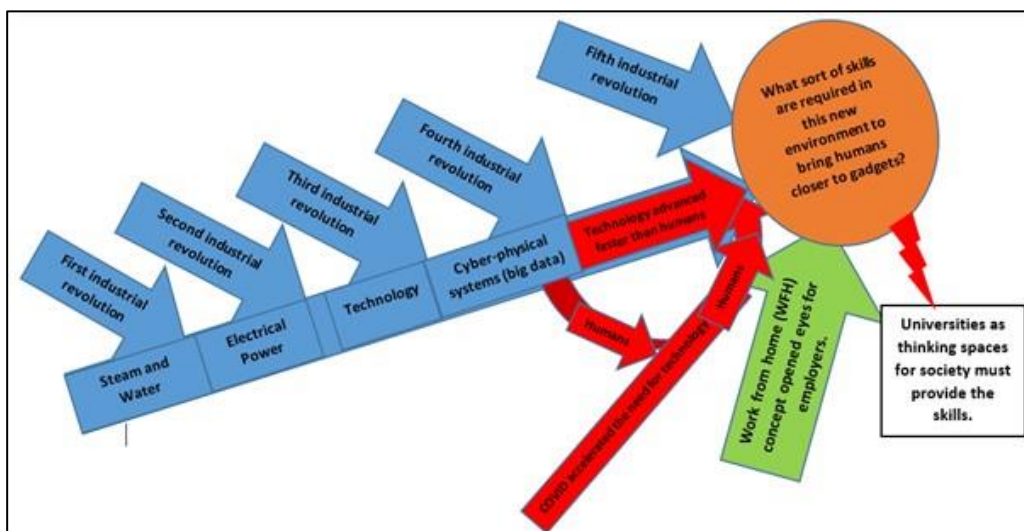 First industrial
revolution
Second industrial
revolution
Third industrial
revolution
Fourth industrial
revolution
Fifth industrial
revolution
What sort of skills
are required in
this new
environment to
bring humans
closer to gadgets?
Steam and
Water
Electrical
Power
Technology
Cyber-physical
systems (big data)
Technology advanced
faster than humans
Humans
Humans
COVID accelerated the need for technology
Work from home (WFH)
concept opened eyes for
employers.
Universities as
thinking spaces
for society must
provide the
skills.